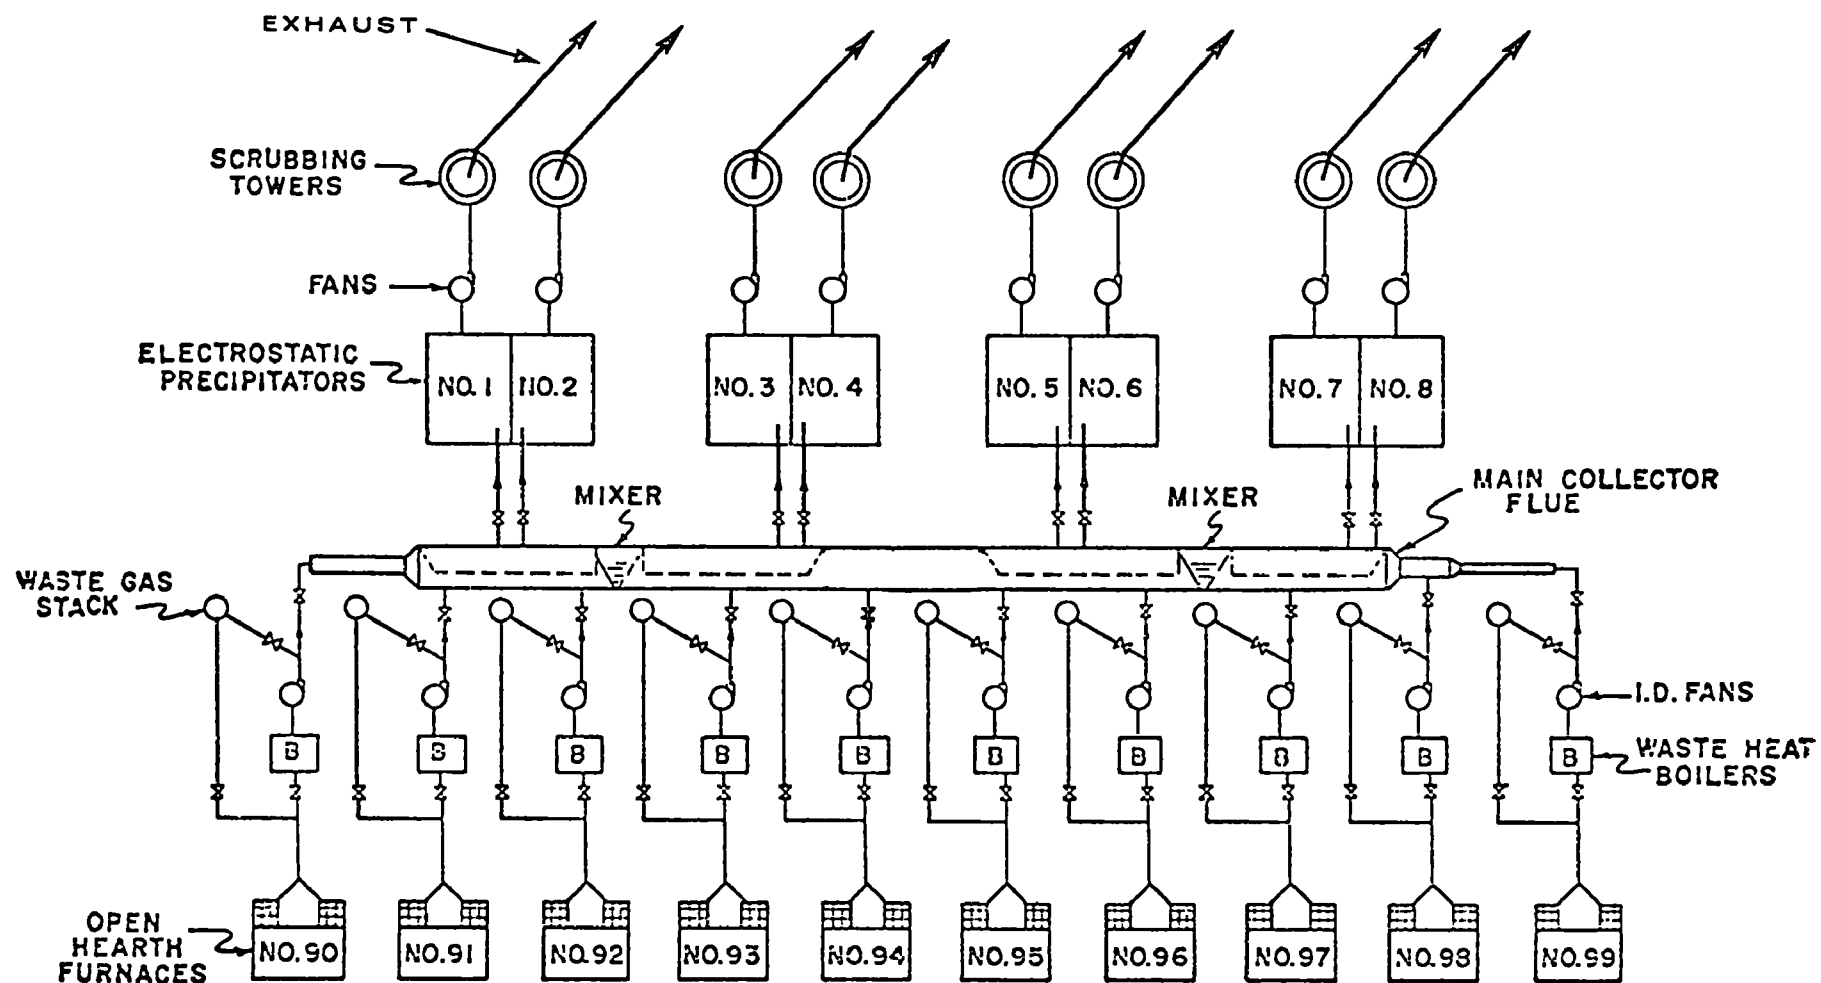 EXHAUST
SCRUBBING
TOWERS
FANS
ELECTROSTATIC
PRECIPITATORS
NO. 1
NO. 2
NO. 3
NO. 4
NO. 5
NO. 6
NO. 7
NO. 8
MIXER
MIXER
MAIN COLLECTOR
FLUE
WASTE GAS
STACK
I.D. FANS
B
B
B
B
B
B
B
B
B
B
WASTE HEAT
BOILERS
OPEN
HEARTH
FURNACES
NO.90
NO.91
NO.92
NO.93
NO.94
NO.95
NO.96
NO.97
NO.98
NO.99